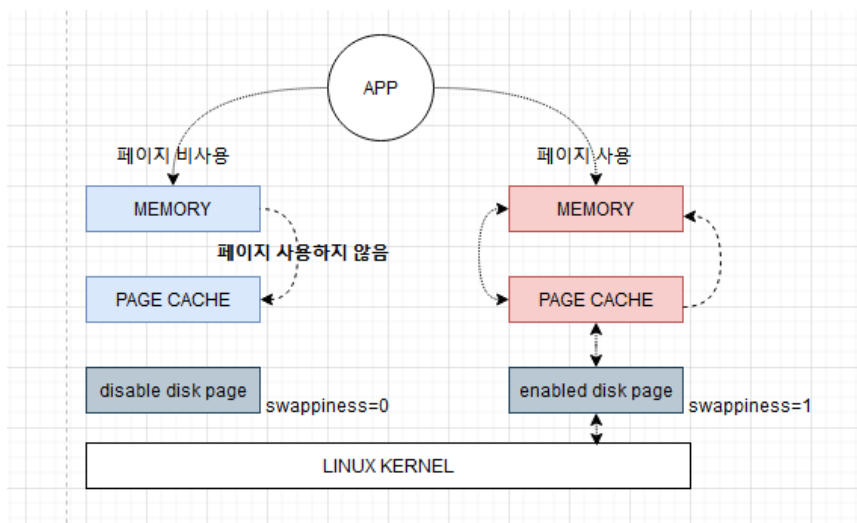 APP
페이지 비사용
페이지 사용
MEMORY
MEMORY
페이지 사용하지 않음
PAGE CACHE
PAGE CACHE
disable disk page
swappiness=0
enabled disk page
swappiness=1
LINUX KERNEL